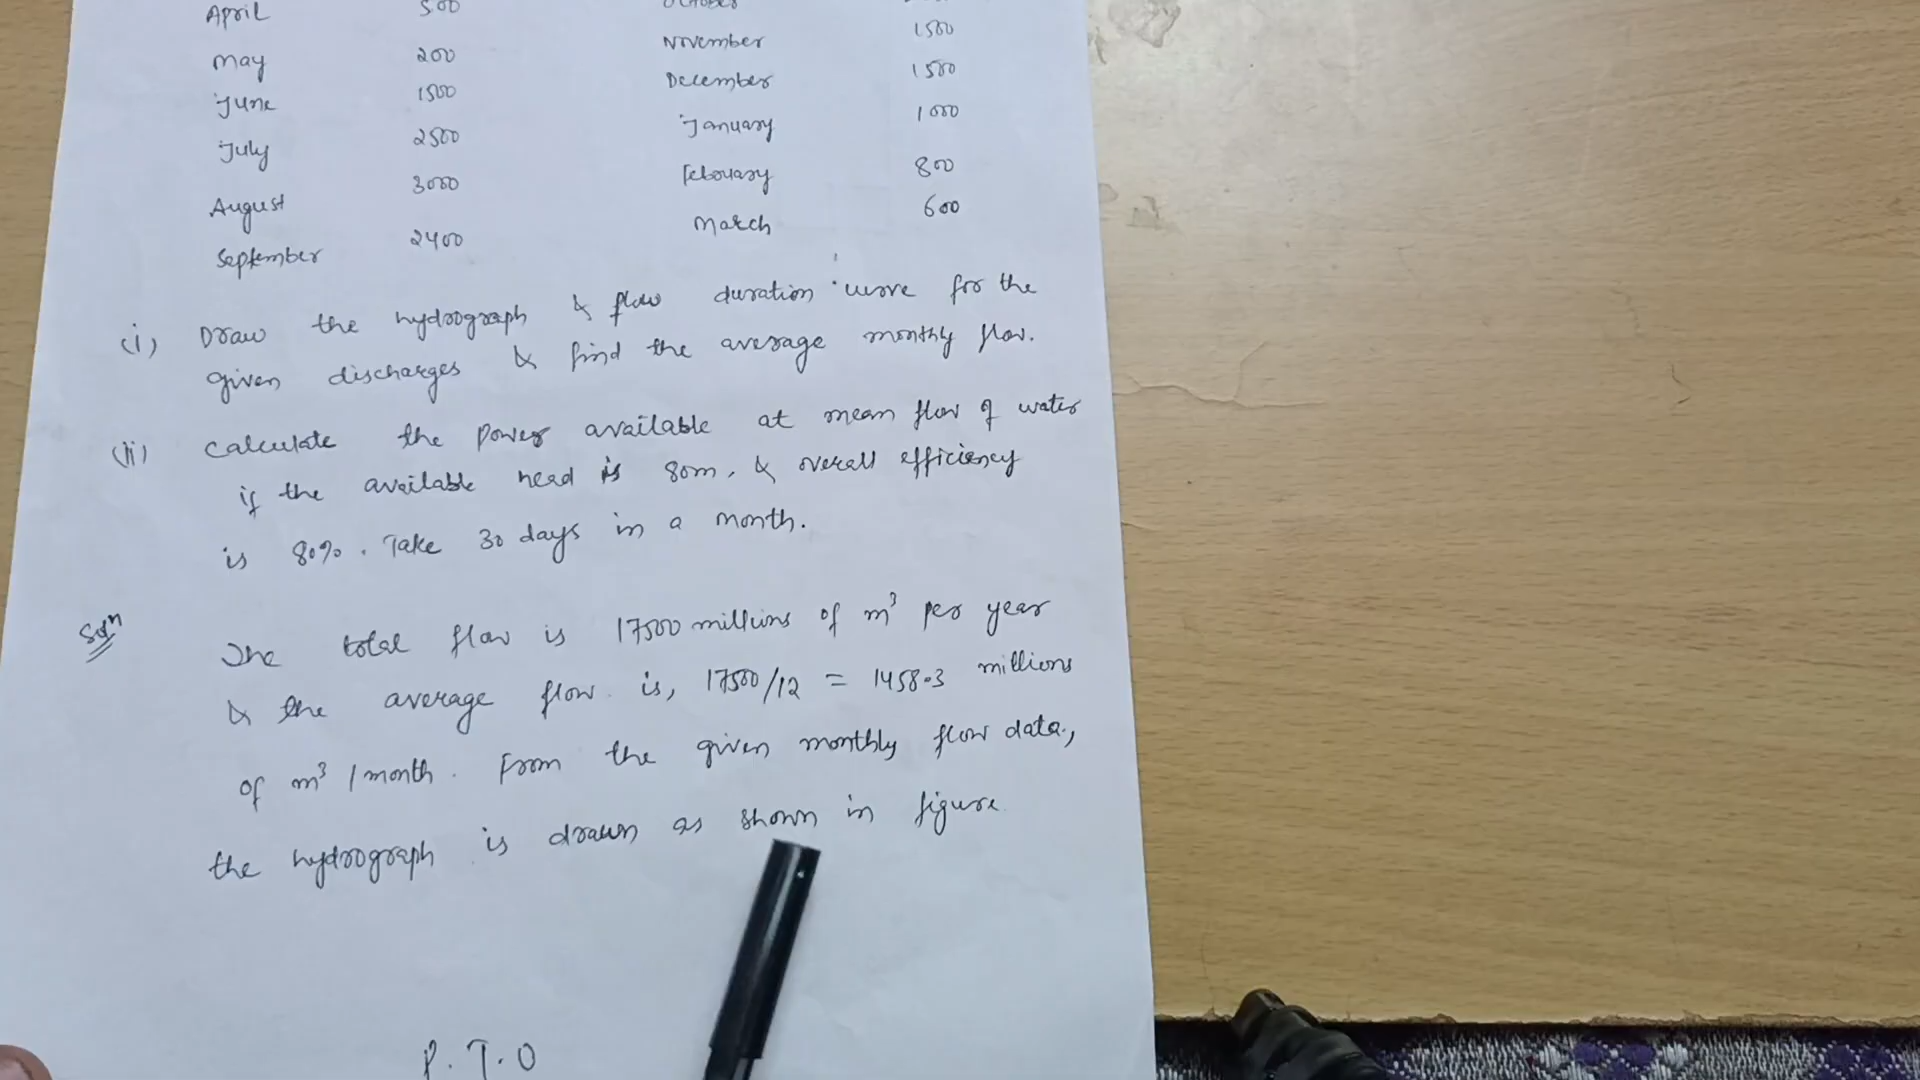 April 500 October
May 200 November 1500
June 1500 December 1500
July 2500 January 1000
August 3000 February 800
September 2400 March 600
(i) Draw the hydrograph & flow duration curve for the
given discharges & find the average monthly flow.
(ii) Calculate the power available at mean flow of water
if the available head is 80m, & overall efficiency
is 80%. Take 30 days in a month.
Soln The total flow is 17500 millions of m³ per year
& the average flow is, 17500/12 = 1458.3 millions
of m³ / month. From the given monthly flow data,
the hydrograph is drawn as shown in figure
P.T.O